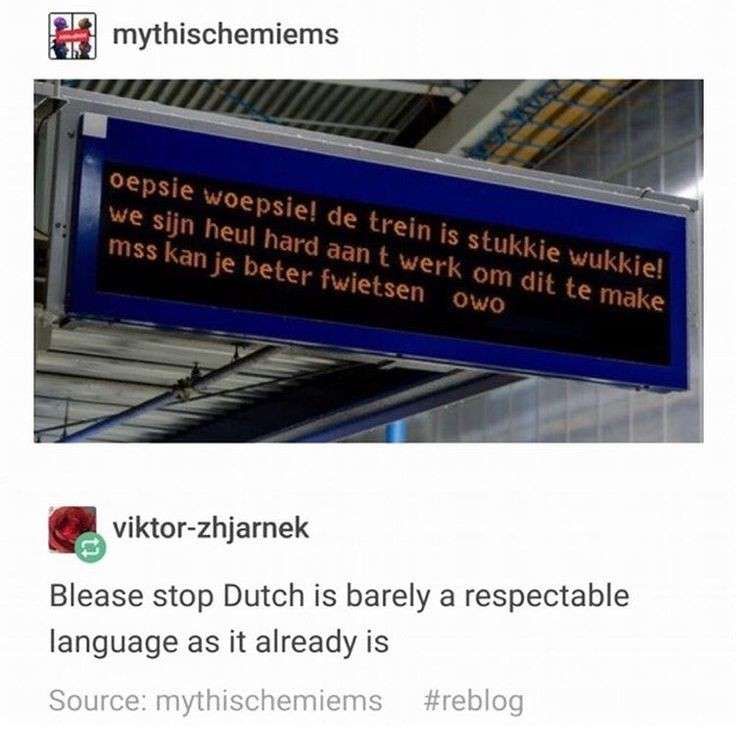 mythischemiems
oepsie woepsie! de trein is stukkie wukkie!
we sijn heul hard aan t werk om dit te make
mss kan je beter fwietsen owo
viktor-zhjarnek
Blease stop Dutch is barely a respectable
language as it already is
Source: mythischemiems #reblog